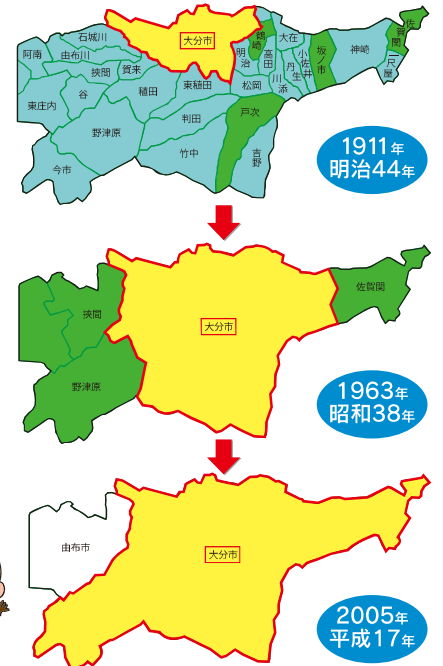 石城川
大分市
阿南
由布川
挾間
賀来
東庄内
谷
稙田
東稙田
野津原
判田
竹中
今市
明治
鶴崎
高田
大在
丹生
小佐井
坂ノ市
川添
松岡
戸次
吉野
神崎
佐賀関
一尺屋
1911年
明治44年
挾間
大分市
佐賀関
野津原
1963年
昭和38年
由布市
大分市
2005年
平成17年